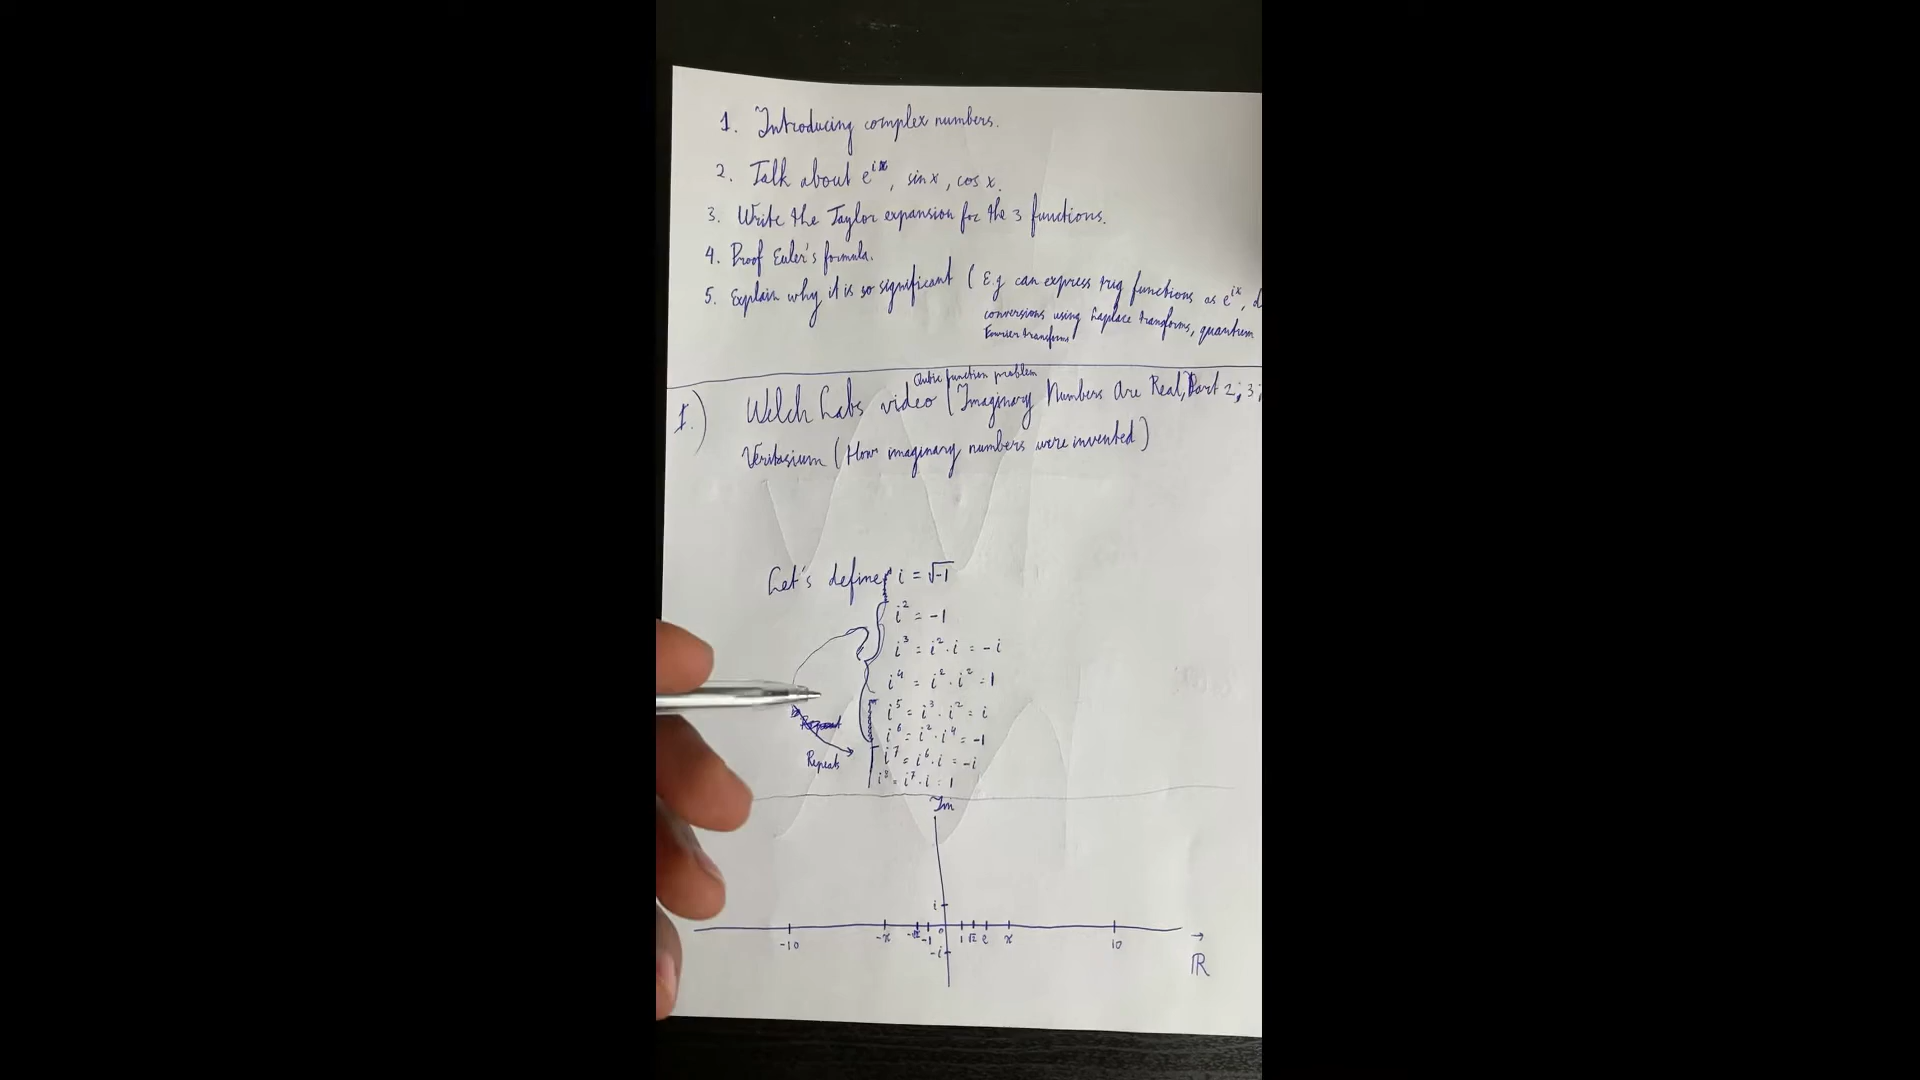 1. Introducing complex numbers.
2. Talk about e^ix, sin x, cos x.
3. Write the Taylor expansion for the 3 functions.
4. Proof Euler's formula.
5. Explain why it is so significant ( E.g can express trig functions as e^ix,
conversions using Laplace transforms, quantum
Fourier transforms
function problem
I.) Welch Labs video (Imaginary Numbers Are Real, Part 2; 3;
Veritasium (How imaginary numbers were invented)
Let's define i = √-1
i² = -1
i³ = i² · i = -i
i⁴ = i² · i² = 1
i⁵ = i³ · i² = i
i⁶ = i² · i⁴ = -1
i⁷ = i⁶ · i = -i
Repeats
i⁸ = i⁷ · i = 1
Im
i
-10 -π -1 0 1 √2 e π 10
-i
ℝ